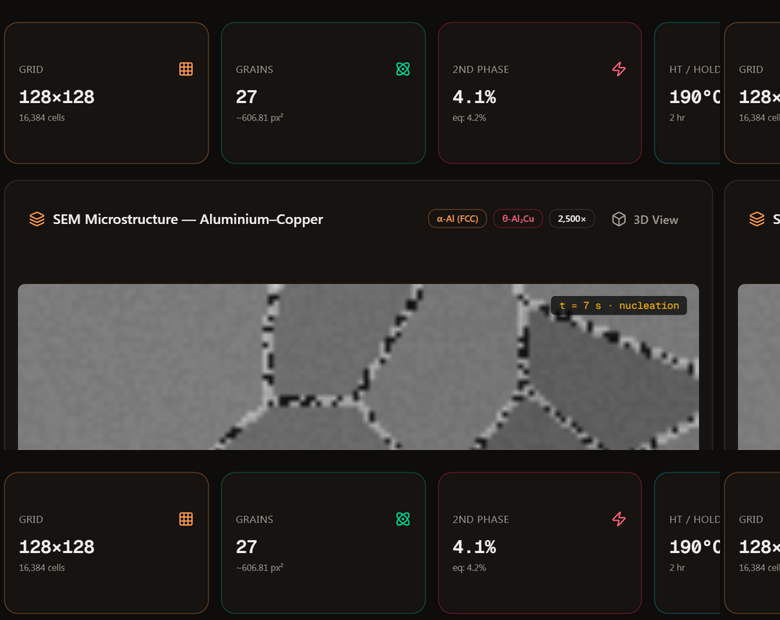 GRID
128×128
16,384 cells
GRAINS
27
~606.81 px²
2ND PHASE
4.1%
eq: 4.2%
HT / HOLD
190°C
2 hr
GRID
128×
16,384 cell
SEM Microstructure — Aluminium–Copper
α-Al (FCC)
θ-Al₂Cu
2,500×
3D View
S
t = 7 s · nucleation
GRID
128×128
16,384 cells
GRAINS
27
~606.81 px²
2ND PHASE
4.1%
eq: 4.2%
HT / HOLD
190°C
2 hr
GRID
128×
16,384 cell